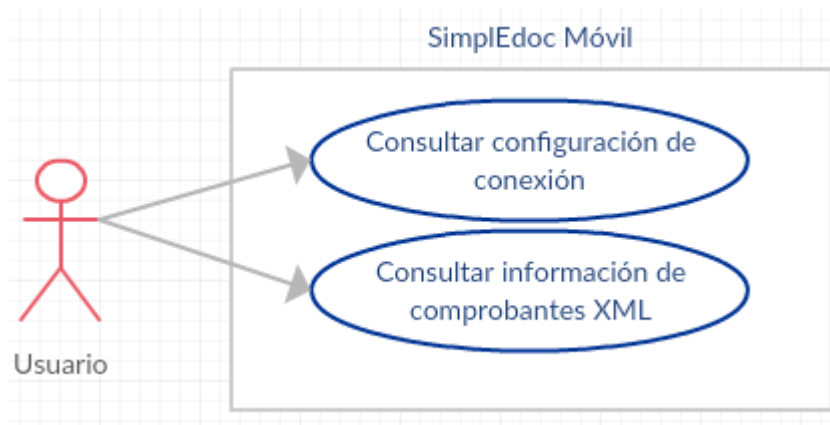 SimplEdoc Móvil
Consultar configuración de
conexión
Consultar información de
comprobantes XML
Usuario